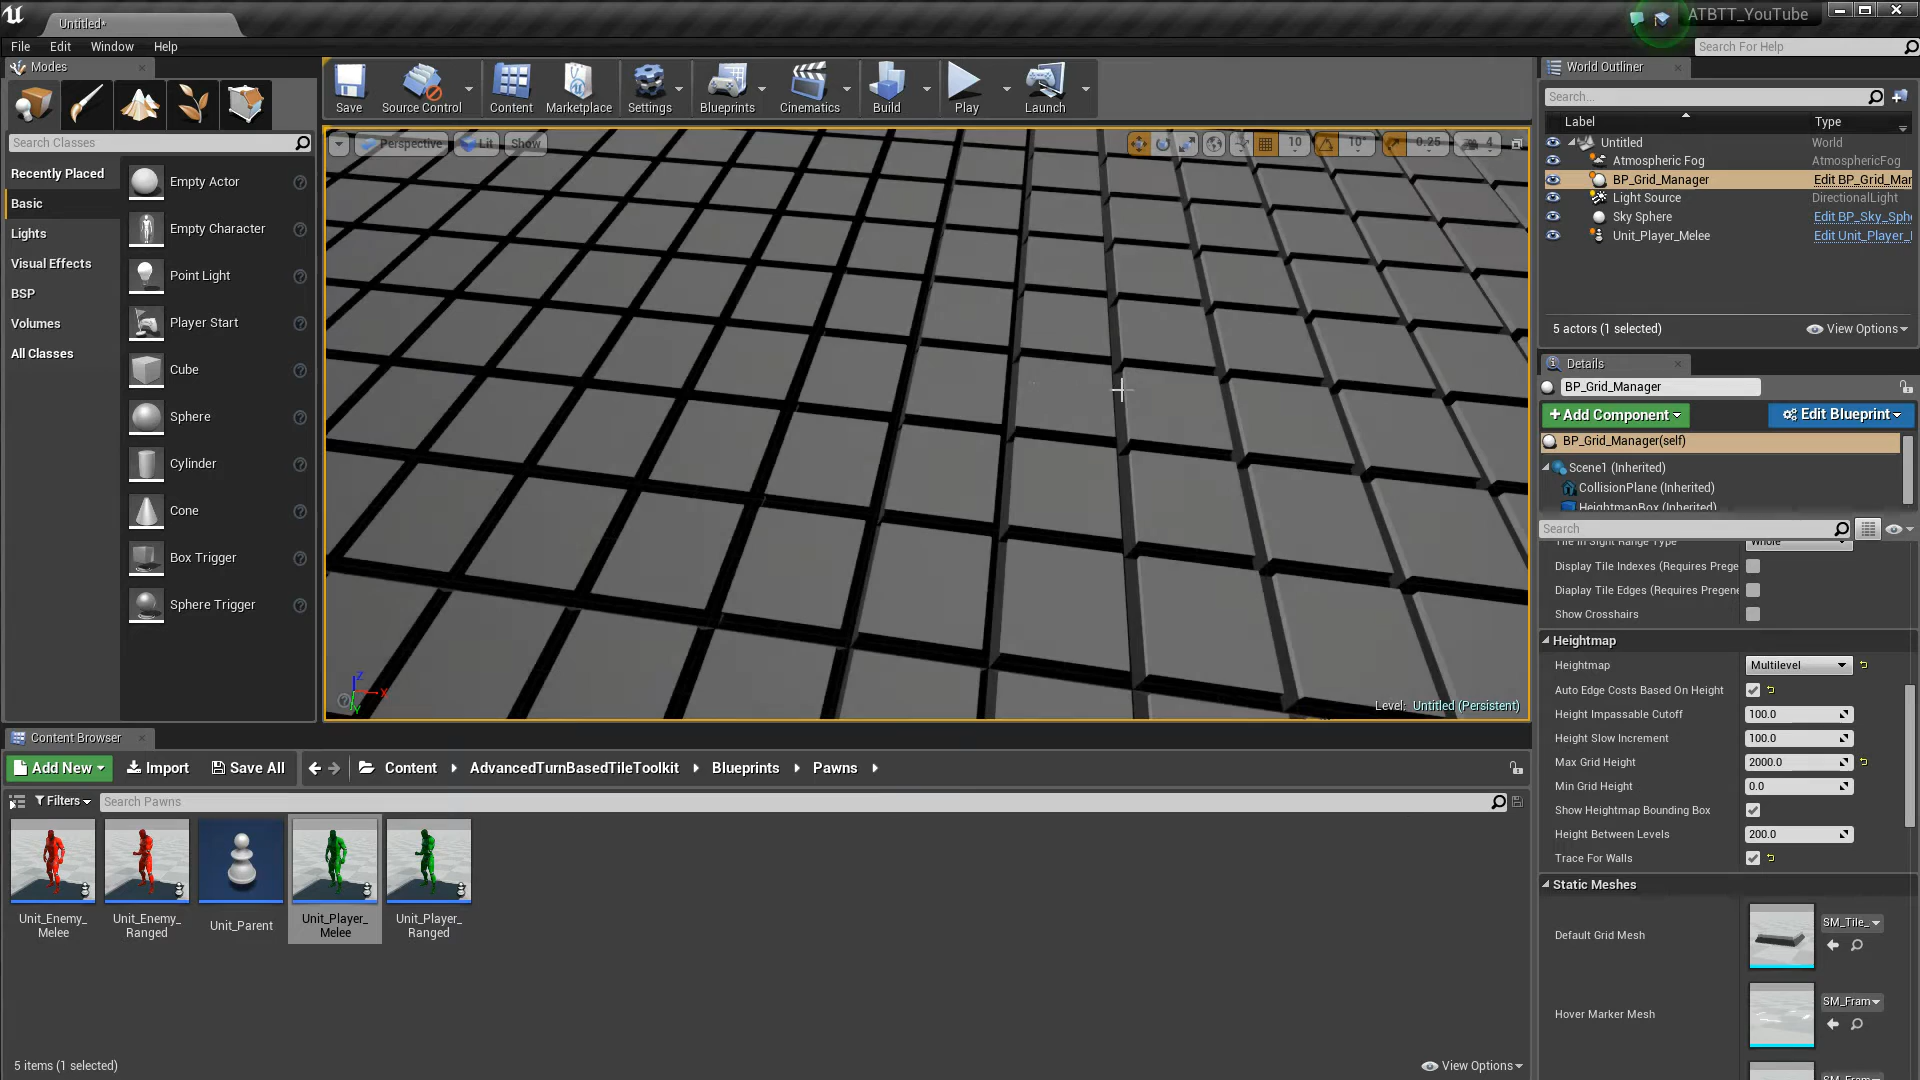 Untitled*
ATBTT_YouTube
File Edit Window Help
Search For Help
Modes
Search Classes
Recently Placed
Basic
Lights
Visual Effects
BSP
Volumes
All Classes
Empty Actor
Empty Character
Point Light
Player Start
Cube
Sphere
Cylinder
Cone
Box Trigger
Sphere Trigger
Save
Source Control
Content
Marketplace
Settings
Blueprints
Cinematics
Build
Play
Launch
Perspective
Lit
Show
10
10°
0.25
4
Z
X
Y
Level: Untitled (Persistent)
World Outliner
Search...
Label Type
Untitled World
Atmospheric Fog AtmosphericFog
BP_Grid_Manager Edit BP_Grid_Mar
Light Source DirectionalLight
Sky Sphere Edit BP_Sky_Sph
Unit_Player_Melee Edit Unit_Player_
5 actors (1 selected)
View Options
Details
BP_Grid_Manager
+Add Component
Edit Blueprint
BP_Grid_Manager(self)
Scene1 (Inherited)
CollisionPlane (Inherited)
HeightmapBox (Inherited)
Search
Tile In Sight Range Type Whole
Display Tile Indexes (Requires Prege
Diaplay Tile Edges (Requires Pregene
Show Crosshairs
Heightmap
Heightmap Multilevel
Auto Edge Costs Based On Height
Height Impassable Cutoff 100.0
Height Slow Increment 100.0
Max Grid Height 2000.0
Min Grid Height 0.0
Show Heightmap Bounding Box
Height Between Levels 200.0
Trace For Walls
Static Meshes
Default Grid Mesh SM_Tile_
Hover Marker Mesh SM_Fram
SM_Fram
Content Browser
Add New
Import
Save All
Content
AdvancedTurnBasedTileToolkit
Blueprints
Pawns
Filters
Search Pawns
Unit_Enemy_
Melee
Unit_Enemy_
Ranged
Unit_Parent
Unit_Player_
Melee
Unit_Player_
Ranged
5 items (1 selected)
View Options